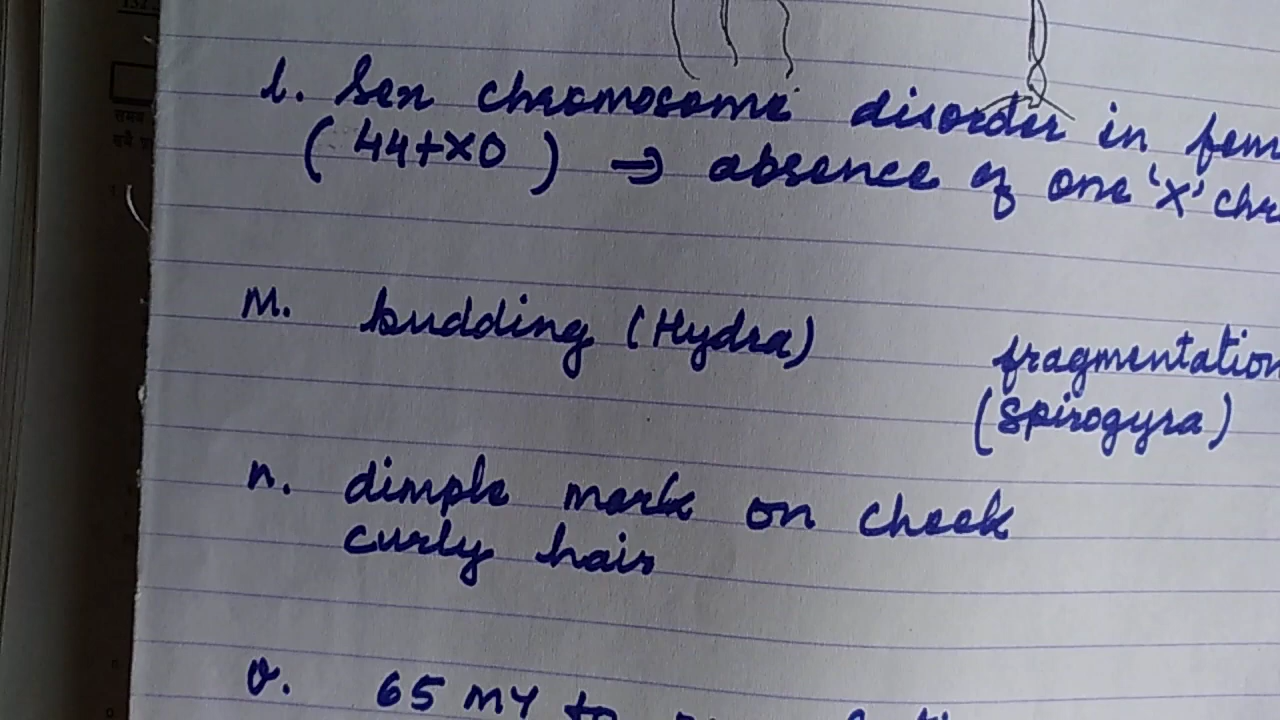 l. Sex chromosome disorder in fem
(44+XO) ⇒ absence of one 'X' chr
m. budding (Hydra) fragmentation
(Spirogyra)
n. dimple mark on cheek
curly hair
o. 65 MY to